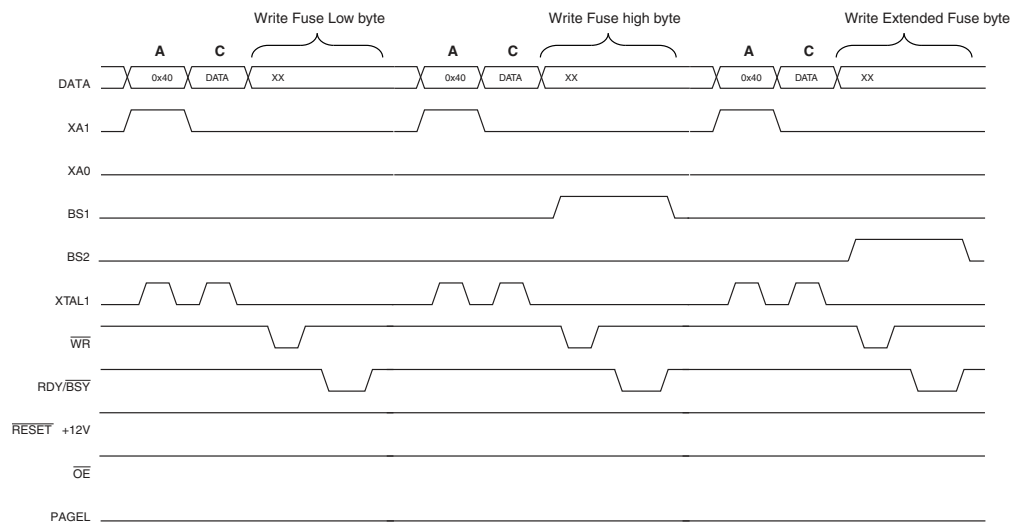 Write Fuse Low byte Write Fuse high byte Write Extended Fuse byte
A C A C A C
DATA 0x40 DATA XX 0x40 DATA XX 0x40 DATA XX
XA1
XA0
BS1
BS2
XTAL1
WR
RDY/BSY
RESET +12V
OE
PAGEL